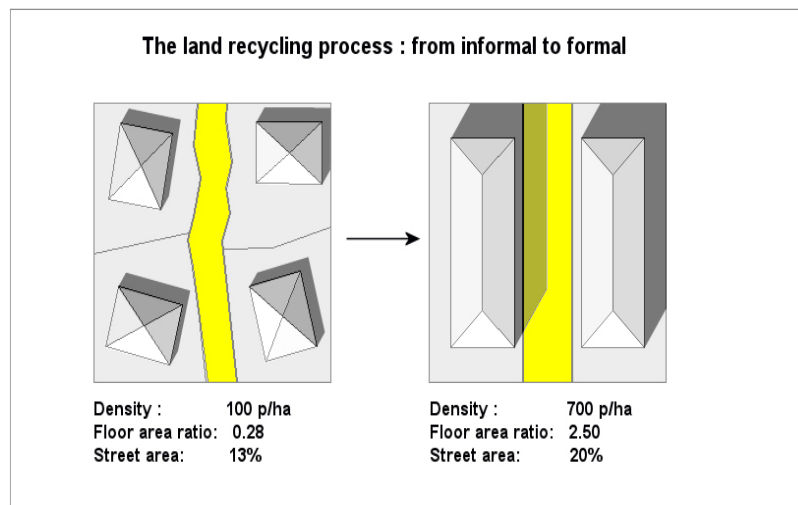 The land recycling process : from informal to formal
Density : 100 p/ha
Floor area ratio: 0.28
Street area: 13%
Density : 700 p/ha
Floor area ratio: 2.50
Street area: 20%